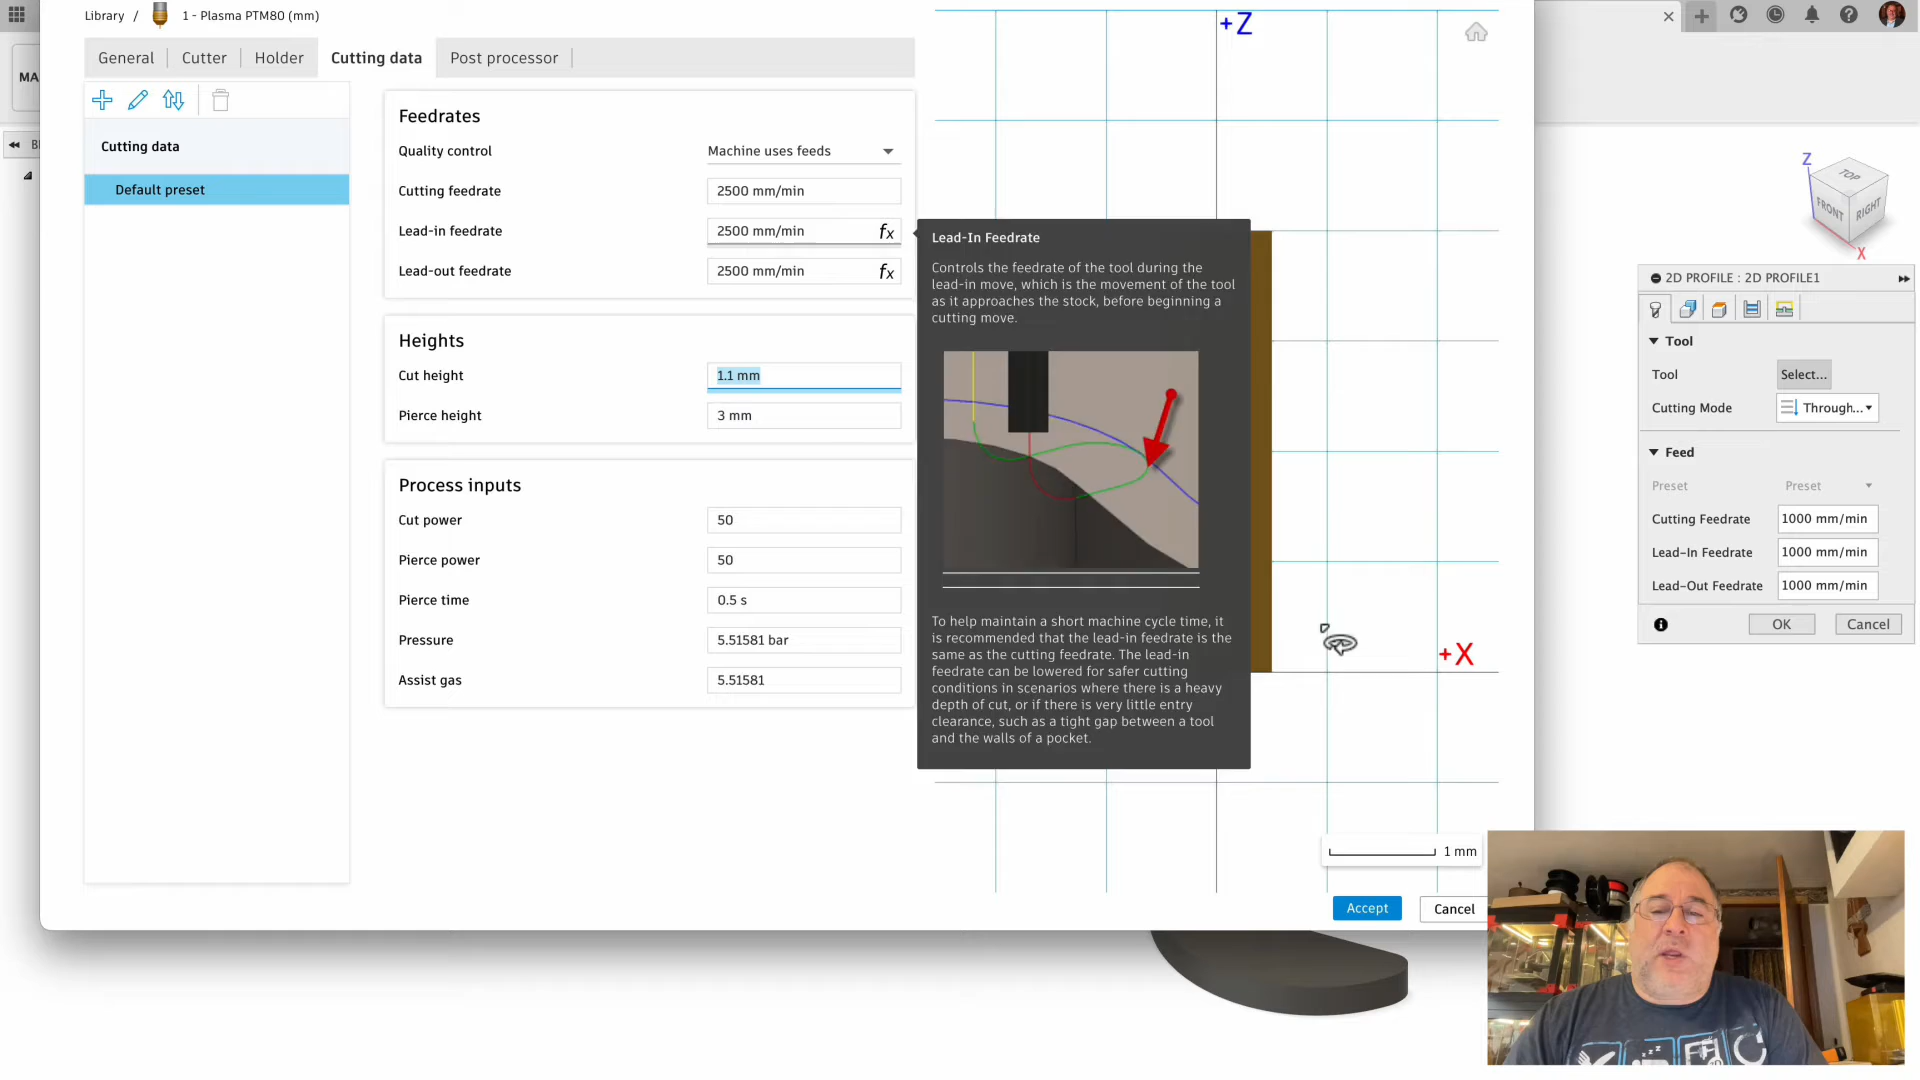 Library / 1 - Plasma PTM80 (mm)
General
Cutter
Holder
Cutting data
Post processor
Cutting data
Default preset
Feedrates
Quality control
Machine uses feeds
Cutting feedrate
2500 mm/min
Lead-in feedrate
2500 mm/min fx
Lead-out feedrate
2500 mm/min fx
Heights
Cut height
1.1 mm
Pierce height
3 mm
Process inputs
Cut power
50
Pierce power
50
Pierce time
0.5 s
Pressure
5.51581 bar
Assist gas
5.51581
Lead-In Feedrate
Controls the feedrate of the tool during the
lead-in move, which is the movement of the tool
as it approaches the stock, before beginning a
cutting move.
To help maintain a short machine cycle time, it
is recommended that the lead-in feedrate is the
same as the cutting feedrate. The lead-in
feedrate can be lowered for safer cutting
conditions in scenarios where there is a heavy
depth of cut, or if there is very little entry
clearance, such as a tight gap between a tool
and the walls of a pocket.
+Z
+X
1 mm
Accept
Cancel
MA
B
Z
TOP
FRONT
RIGHT
X
2D PROFILE : 2D PROFILE1
Tool
Tool
Select...
Cutting Mode
Through...
Feed
Preset
Preset
Cutting Feedrate
1000 mm/min
Lead-In Feedrate
1000 mm/min
Lead-Out Feedrate
1000 mm/min
OK
Cancel